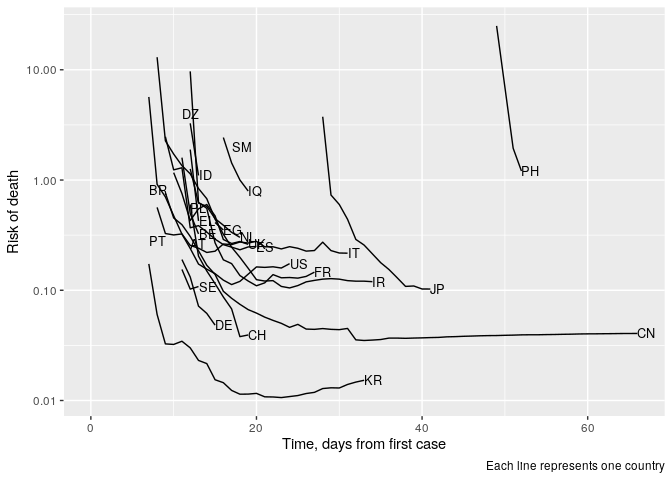 10.00
1.00
0.10
0.01
Risk of death
DZ
SM
ID
PH
BR
IQ
EG
PT
AT
ES
IT
US
FR
SE
IR
JP
DE
CH
CN
KR
0
20
40
60
Time, days from first case
Each line represents one country